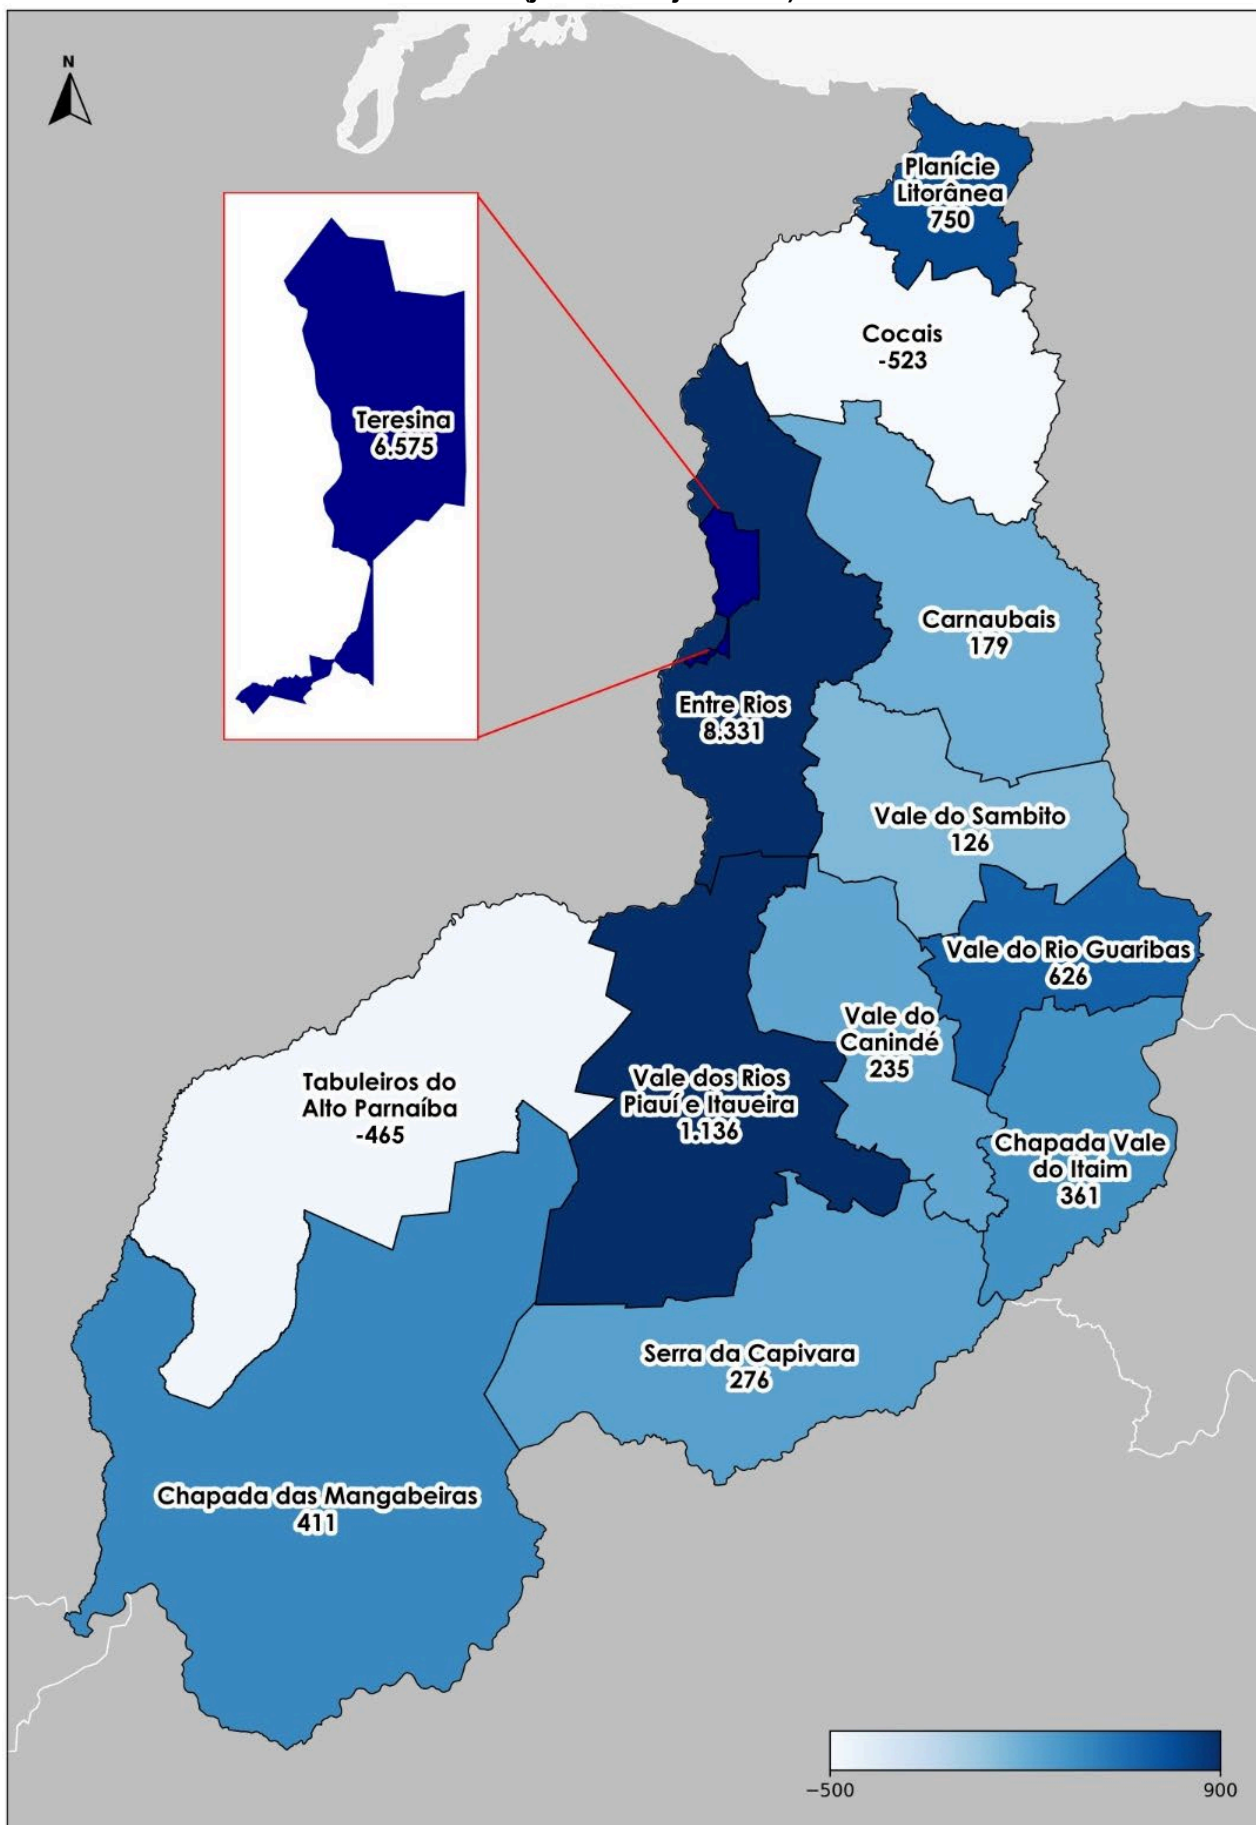 N
Planície
Litorânea
750
Cocais
-523
Teresina
6.575
Carnaubais
179
Entre Rios
8.331
Vale do Sambito
126
Vale do Rio Guaribas
626
Vale do
Canindé
235
Tabuleiros do
Alto Parnaíba
-465
Vale dos Rios
Piauí e Itaueira
1.136
Chapada Vale
do Itaim
361
Serra da Capivara
276
Chapada das Mangabeiras
411
−500
900